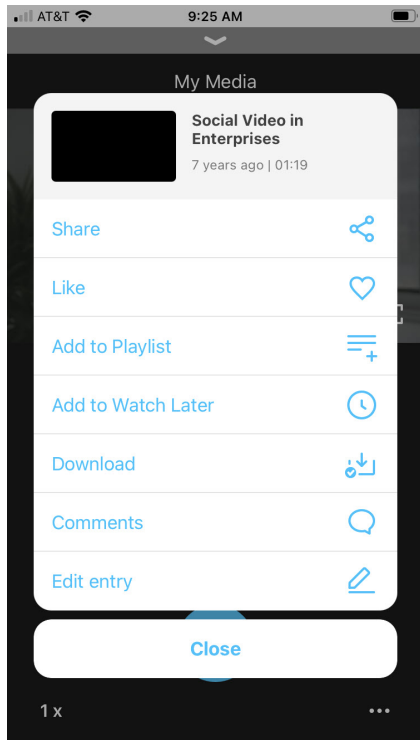 AT&T 9:25 AM
My Media
Social Video in
Enterprises
7 years ago | 01:19
Share
Like
Add to Playlist
Add to Watch Later
Download
Comments
Edit entry
Close
1 x